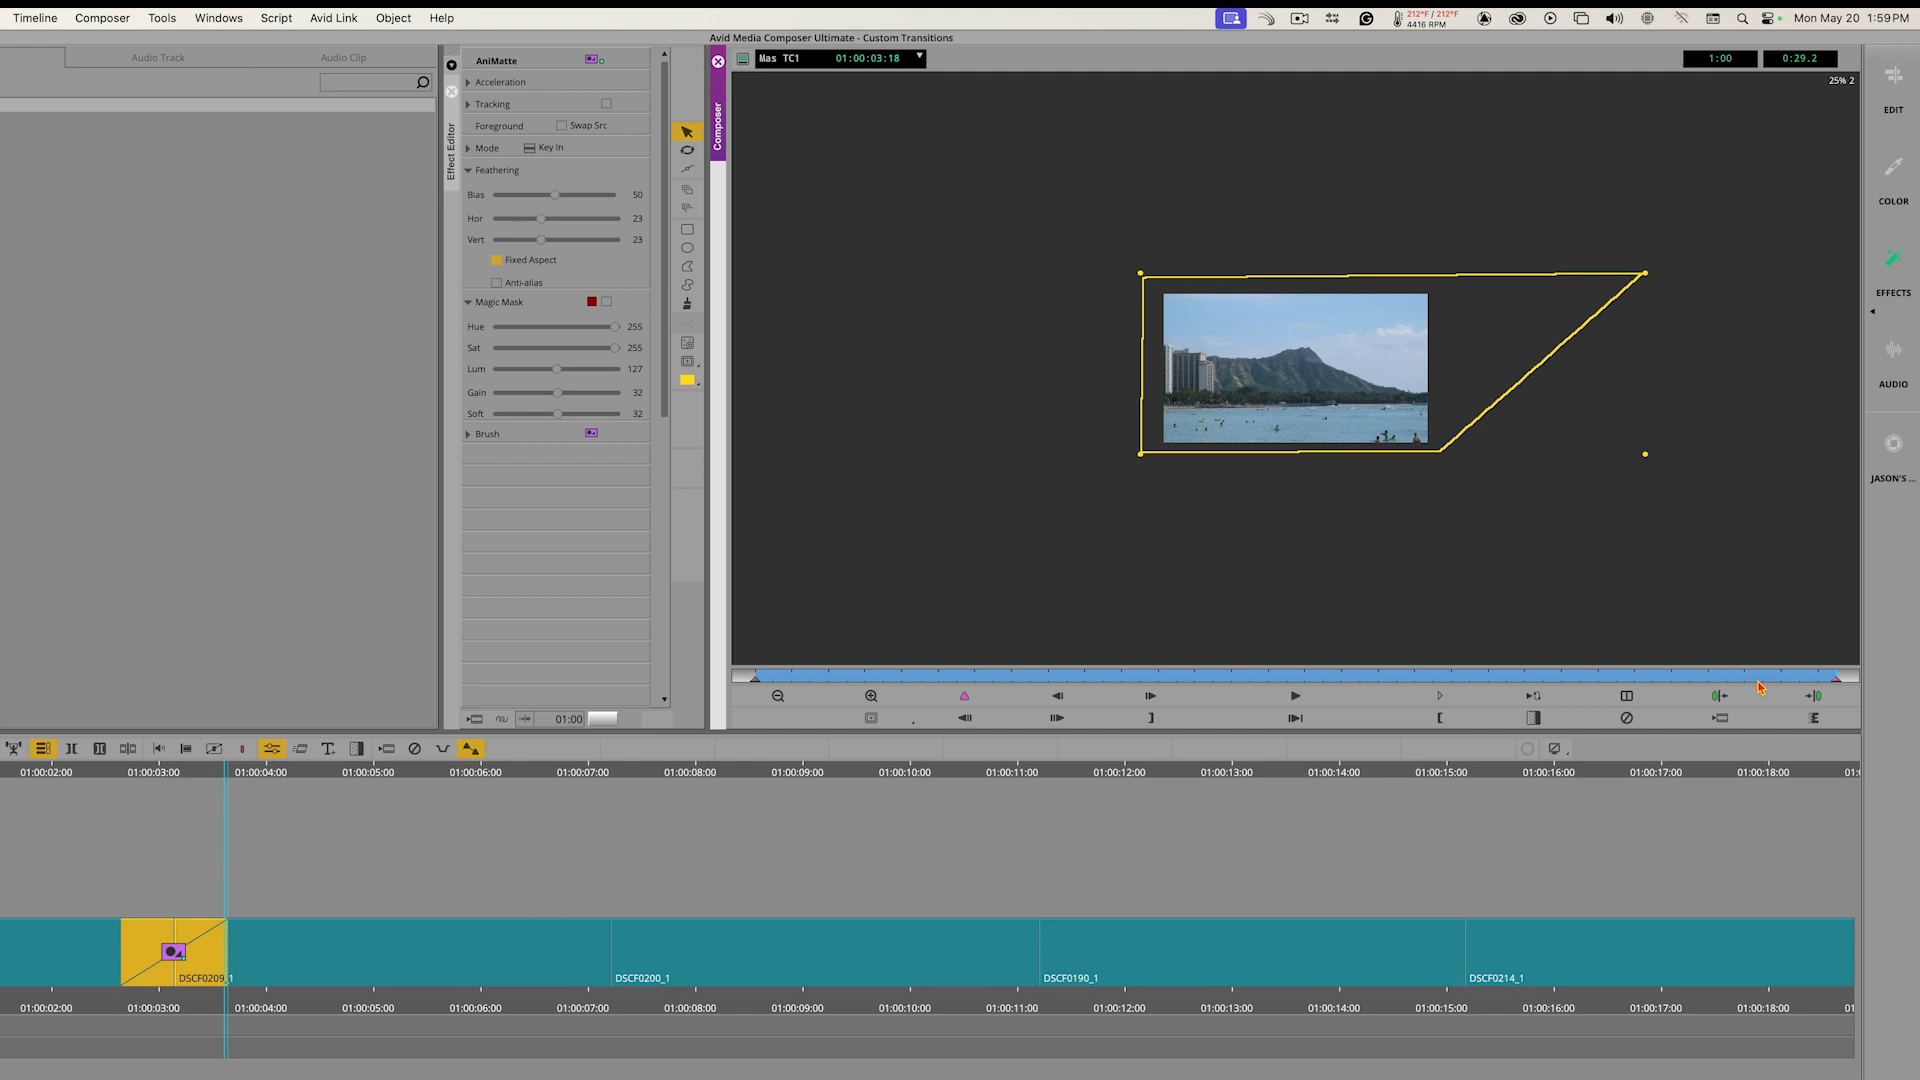 Timeline Composer Tools Windows Script Avid Link Object Help
212°F / 212°F
4416 RPM
Mon May 20 1:59PM
Avid Media Composer Ultimate - Custom Transitions
Audio Track Audio Clip
AniMatte
Acceleration
Tracking
Foreground Swap Src
Mode Key In
Feathering
Bias 50
Hor 23
Vert 23
Fixed Aspect
Anti-alias
Magic Mask
Hue 255
Sat 255
Lum 127
Gain 32
Soft 32
Brush
Effect Editor
Composer
Mas TC1 01:00:03:18
1:00 0:29.2
25% 2
EDIT
COLOR
EFFECTS
AUDIO
JASON'S ...
01:00
01:00:02:00 01:00:03:00 01:00:04:00 01:00:05:00 01:00:06:00 01:00:07:00 01:00:08:00 01:00:09:00 01:00:10:00 01:00:11:00 01:00:12:00 01:00:13:00 01:00:14:00 01:00:15:00 01:00:16:00 01:00:17:00 01:00:18:00 01:
DSCF0209_1 DSCF0200_1 DSCF0190_1 DSCF0214_1
01:00:02:00 01:00:03:00 01:00:04:00 01:00:05:00 01:00:06:00 01:00:07:00 01:00:08:00 01:00:09:00 01:00:10:00 01:00:11:00 01:00:12:00 01:00:13:00 01:00:14:00 01:00:15:00 01:00:16:00 01:00:17:00 01:00:18:00 01